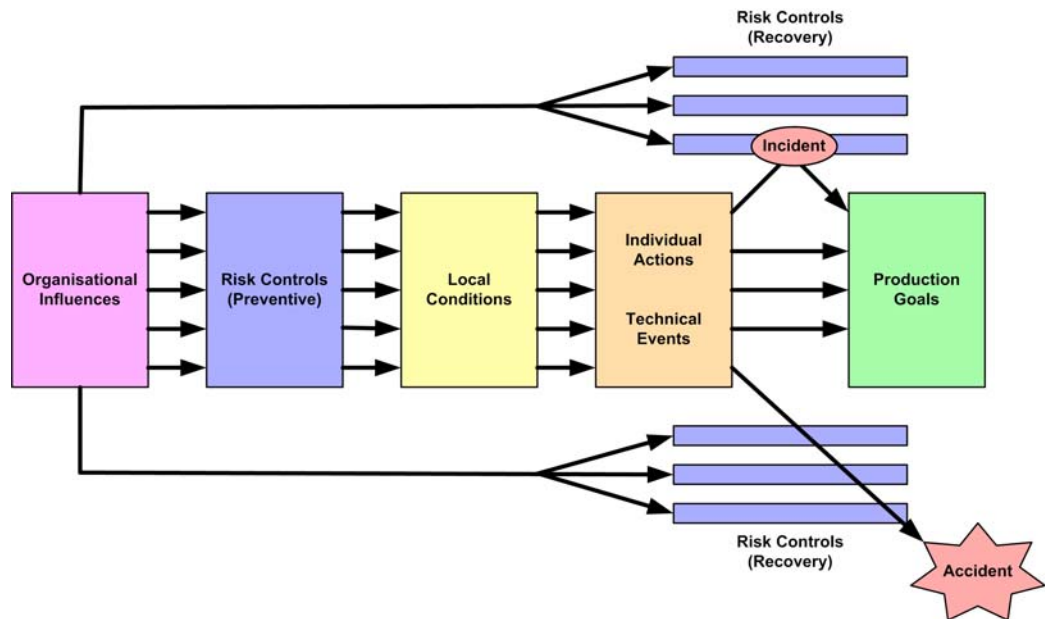 Risk Controls
(Recovery)
Incident
Organisational
Influences
Risk Controls
(Preventive)
Local
Conditions
Individual
Actions
Technical
Events
Production
Goals
Risk Controls
(Recovery)
Accident